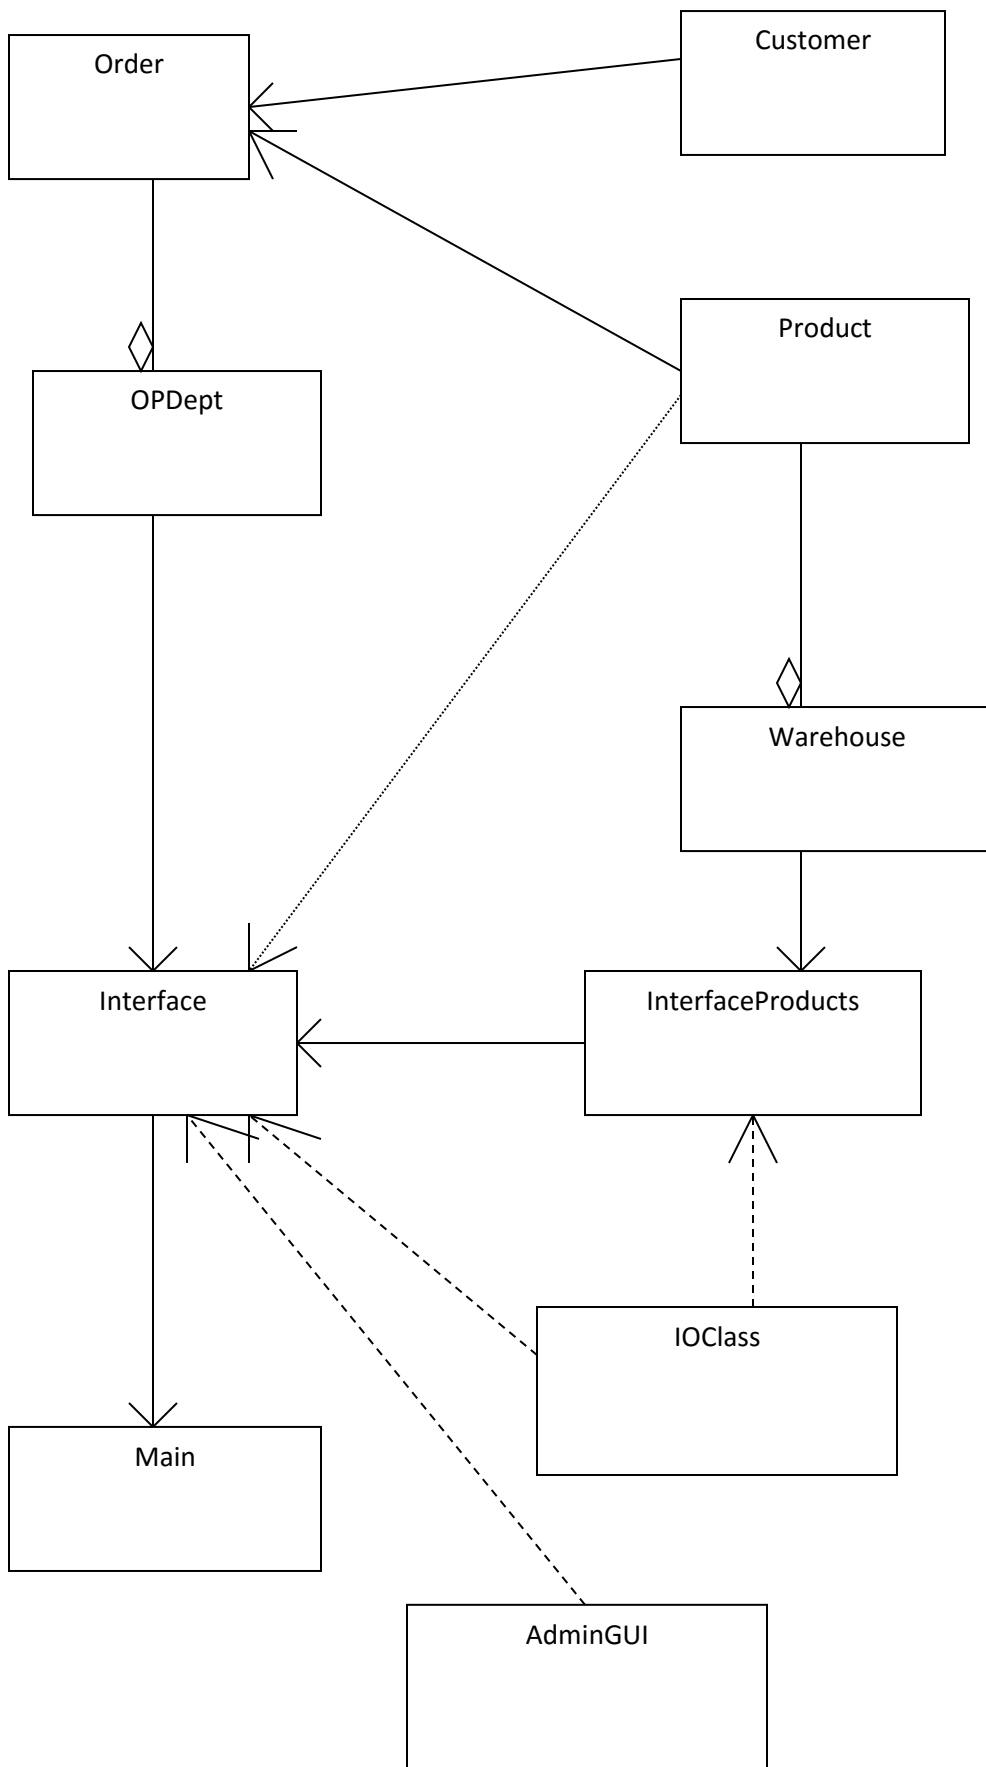 Customer
Order
Product
OPDept
Warehouse
Interface
InterfaceProducts
IOClass
Main
AdminGUI